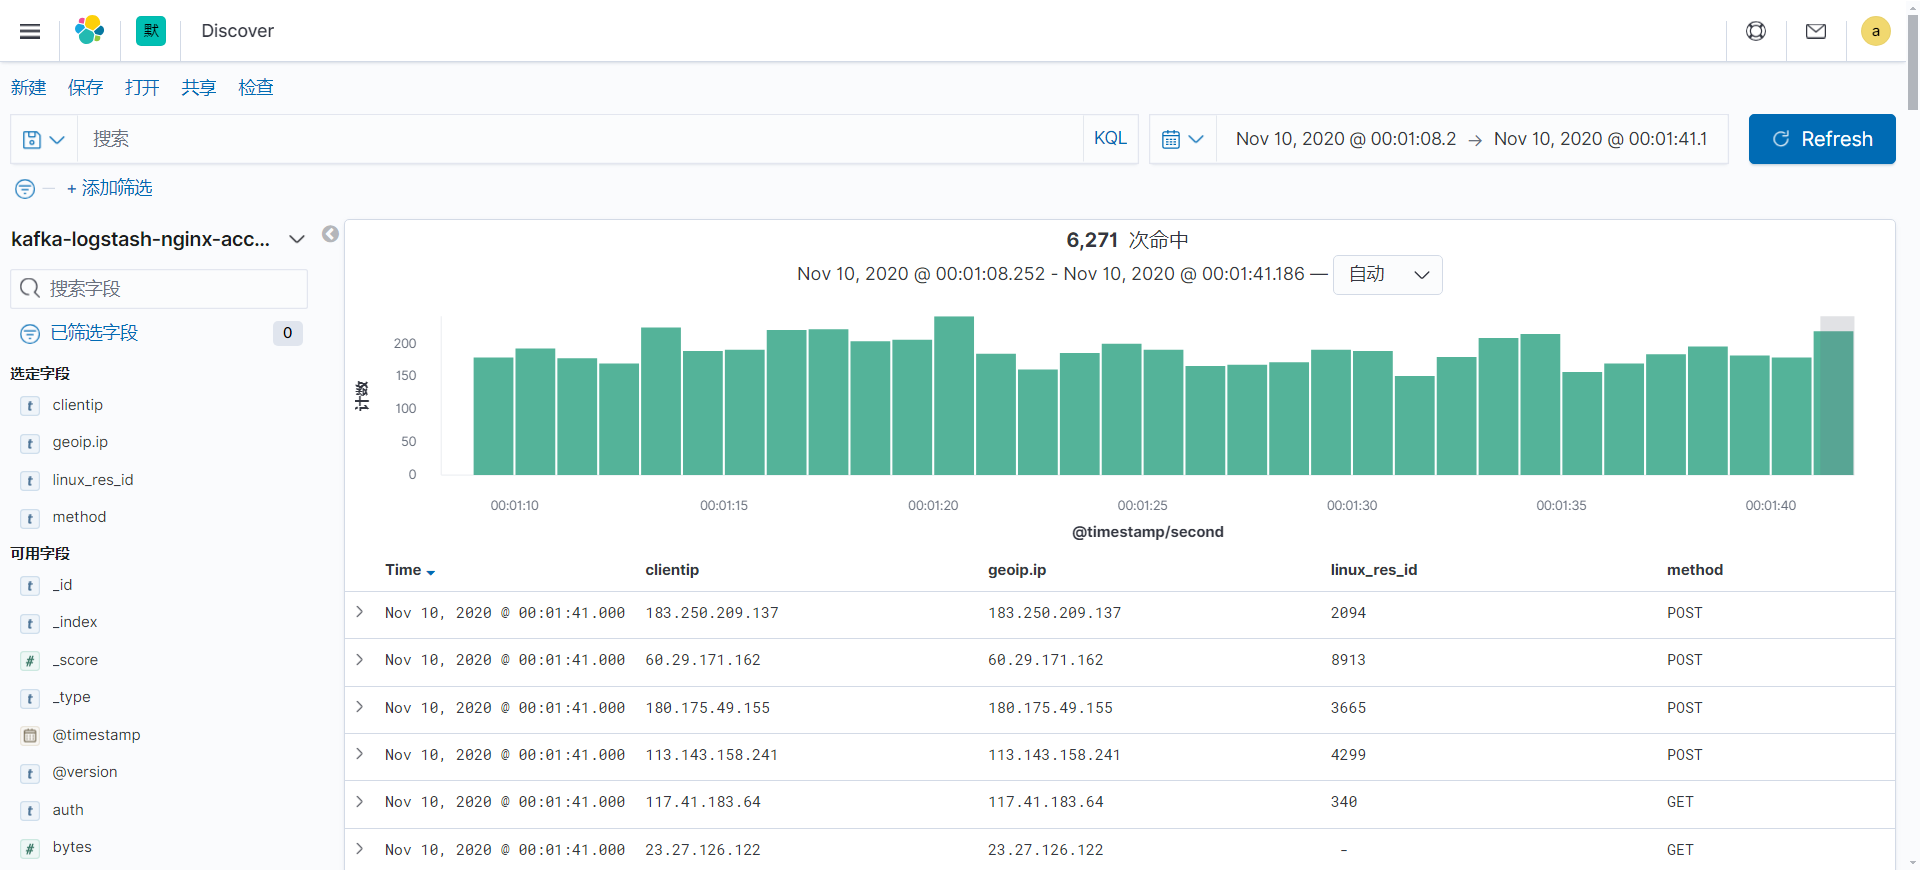 默 Discover a
新建 保存 打开 共享 检查
搜索 KQL Nov 10, 2020 @ 00:01:08.2 → Nov 10, 2020 @ 00:01:41.1 Refresh
+ 添加筛选
kafka-logstash-nginx-acc...
搜索字段
已筛选字段 0
选定字段
t clientip
t geoip.ip
t linux_res_id
t method
可用字段
t _id
t _index
# _score
t _type
@timestamp
t @version
t auth
# bytes
6,271 次命中
Nov 10, 2020 @ 00:01:08.252 - Nov 10, 2020 @ 00:01:41.186 — 自动
计数
200
150
100
50
0
00:01:10 00:01:15 00:01:20 00:01:25 00:01:30 00:01:35 00:01:40
@timestamp/second
Time clientip geoip.ip linux_res_id method
Nov 10, 2020 @ 00:01:41.000 183.250.209.137 183.250.209.137 2094 POST
Nov 10, 2020 @ 00:01:41.000 60.29.171.162 60.29.171.162 8913 POST
Nov 10, 2020 @ 00:01:41.000 180.175.49.155 180.175.49.155 3665 POST
Nov 10, 2020 @ 00:01:41.000 113.143.158.241 113.143.158.241 4299 POST
Nov 10, 2020 @ 00:01:41.000 117.41.183.64 117.41.183.64 340 GET
Nov 10, 2020 @ 00:01:41.000 23.27.126.122 23.27.126.122 - GET